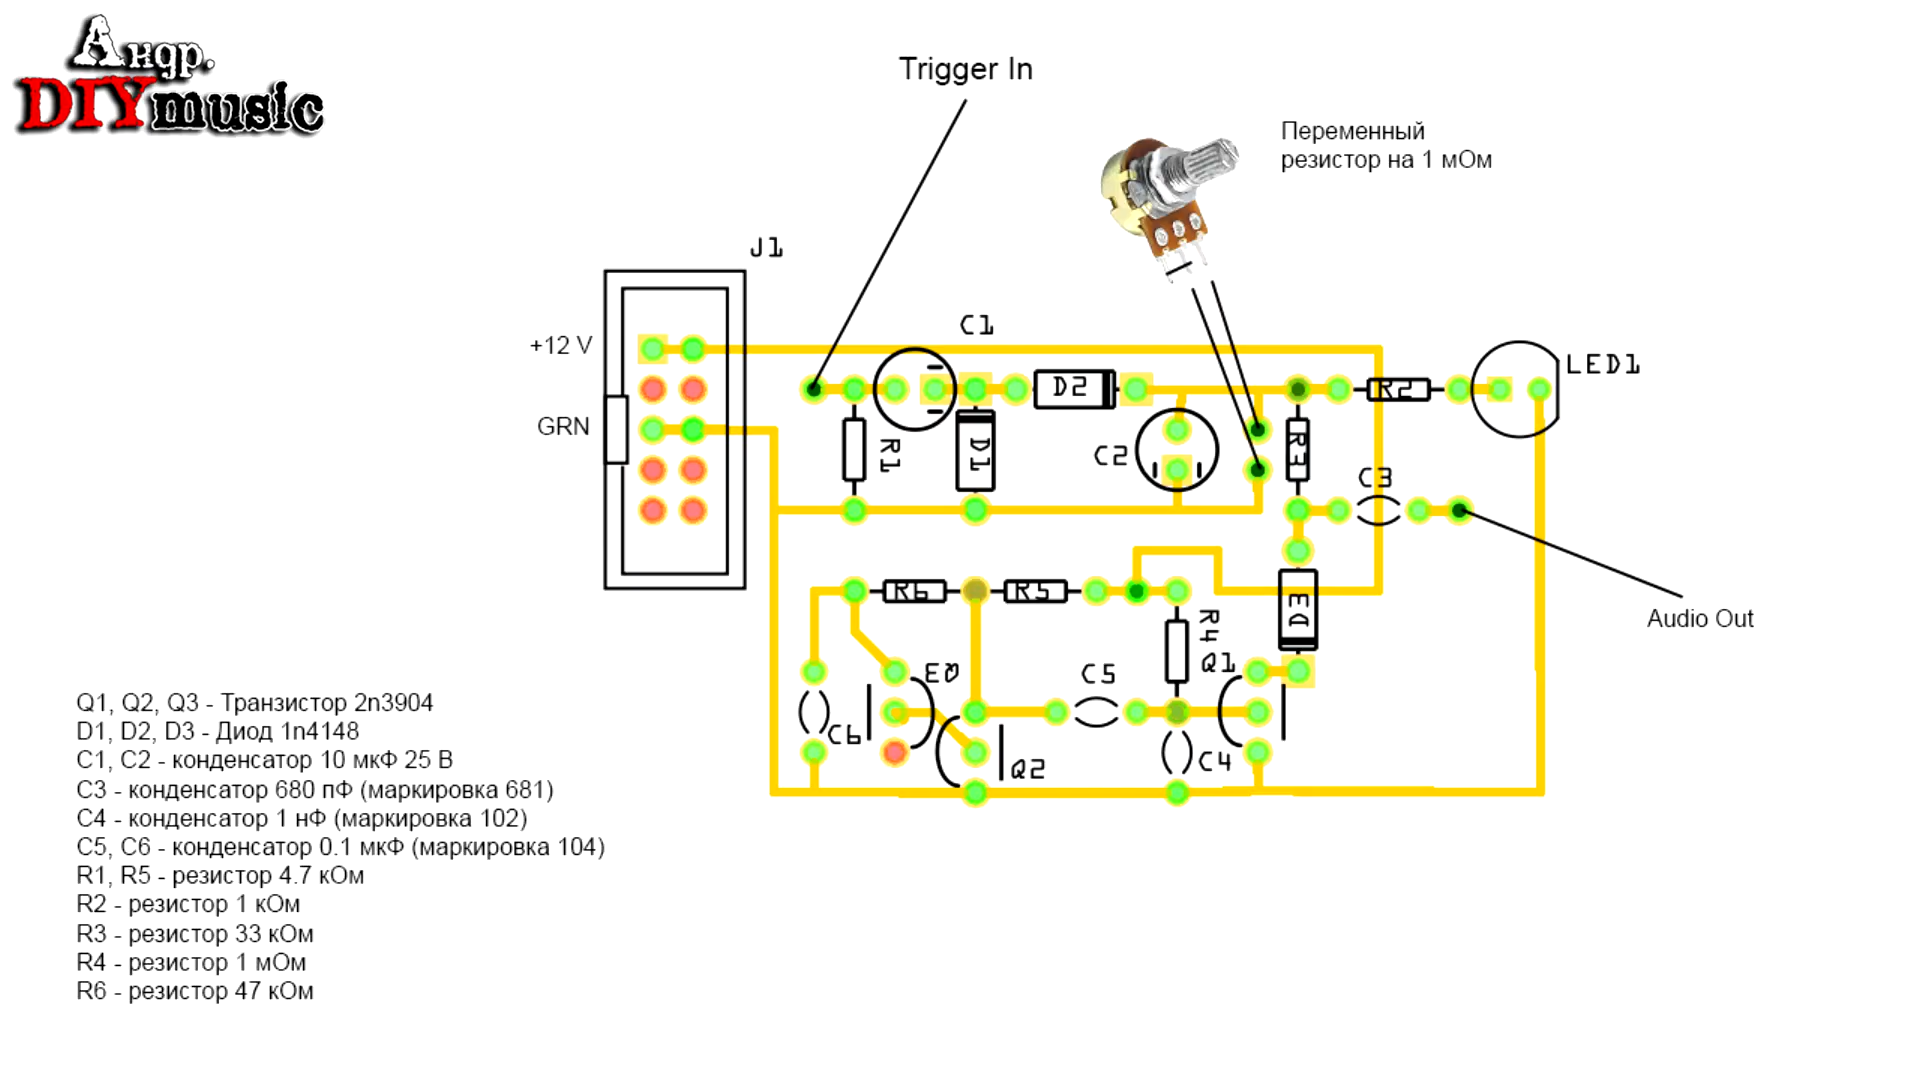 Андр.
DIYmusic
Trigger In
Переменный
резистор на 1 мОм
J1
+12 V
GRN
C1
D2
LED1
R2
R1
D1
C2
R3
C3
Audio Out
R6
R5
R4
D3
Q3
C5
Q1
C6
Q2
C4
Q1, Q2, Q3 - Транзистор 2n3904
D1, D2, D3 - Диод 1n4148
C1, C2 - конденсатор 10 мкФ 25 В
C3 - конденсатор 680 пФ (маркировка 681)
C4 - конденсатор 1 нФ (маркировка 102)
C5, C6 - конденсатор 0.1 мкФ (маркировка 104)
R1, R5 - резистор 4.7 кОм
R2 - резистор 1 кОм
R3 - резистор 33 кОм
R4 - резистор 1 мОм
R6 - резистор 47 кОм